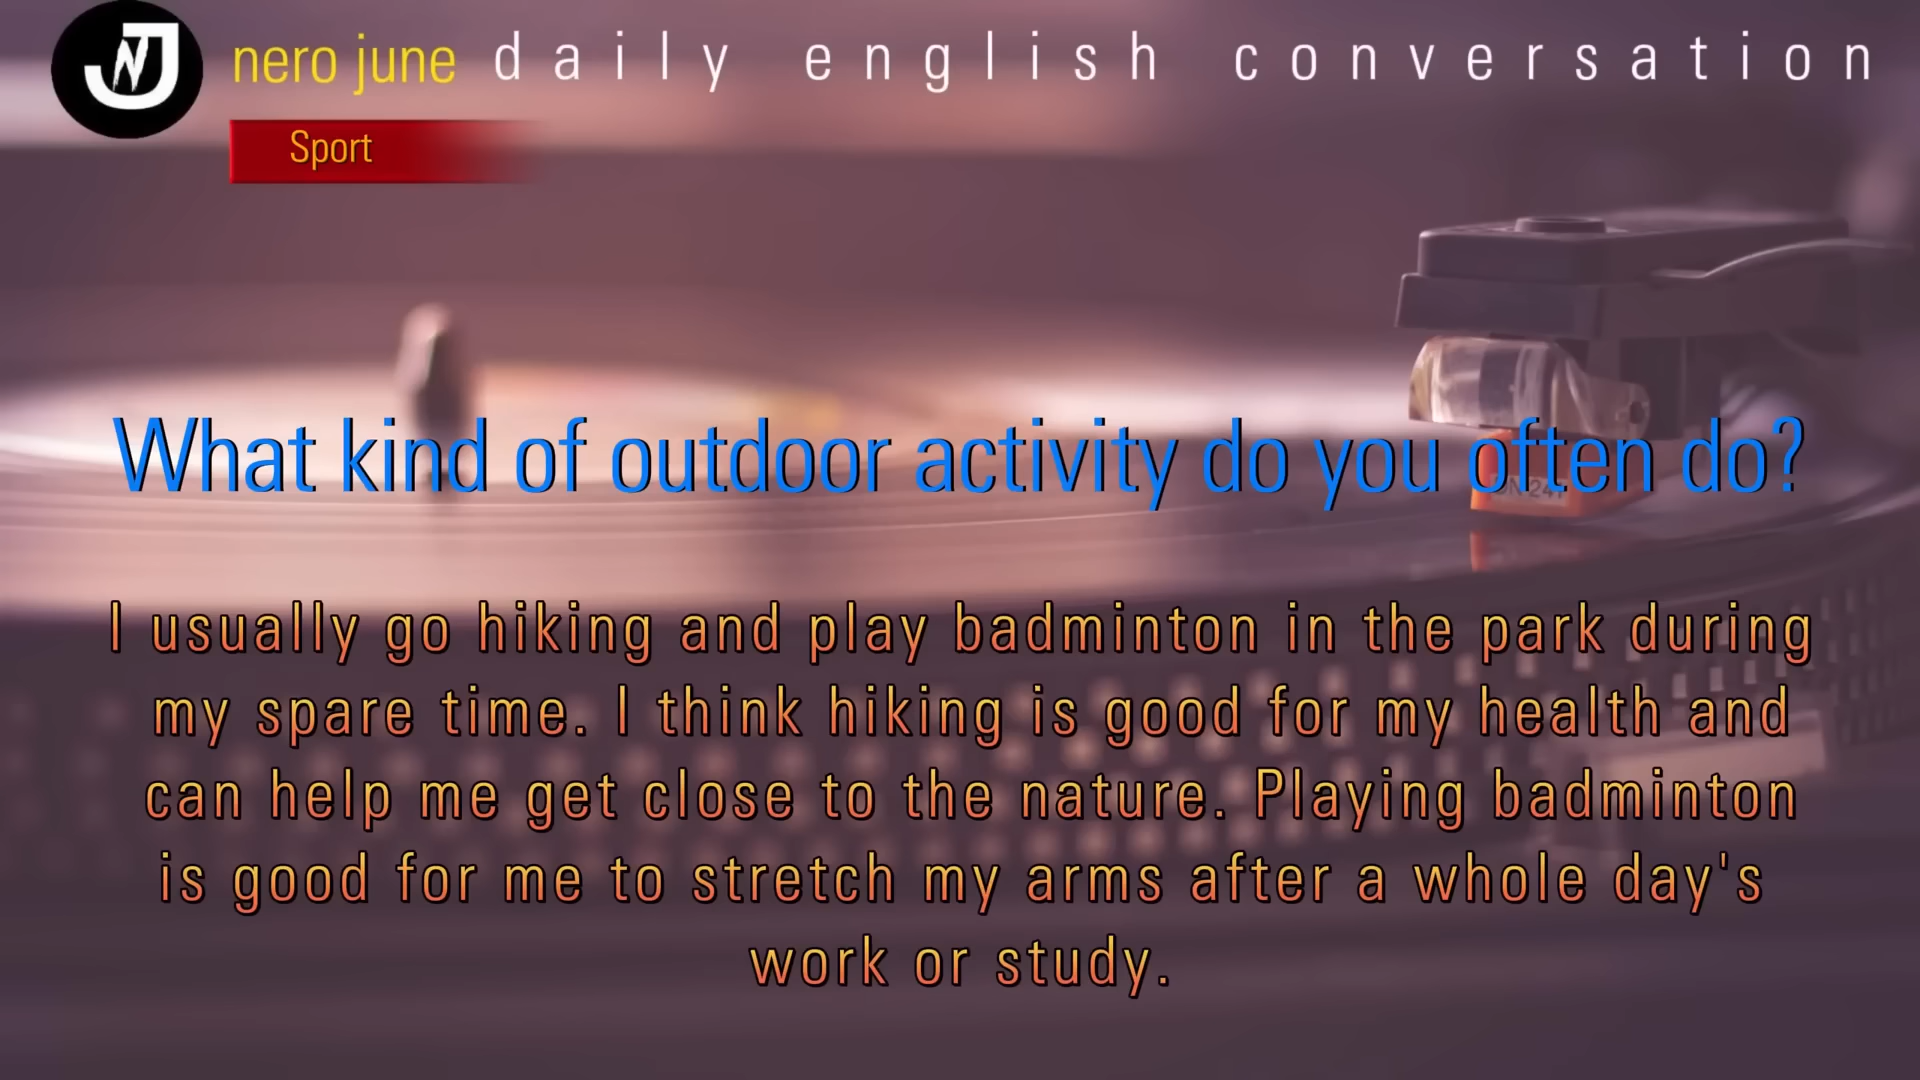 NJ
nero june daily english conversation
Sport
What kind of outdoor activity do you often do?
I usually go hiking and play badminton in the park during
my spare time. I think hiking is good for my health and
can help me get close to the nature. Playing badminton
is good for me to stretch my arms after a whole day's
work or study.